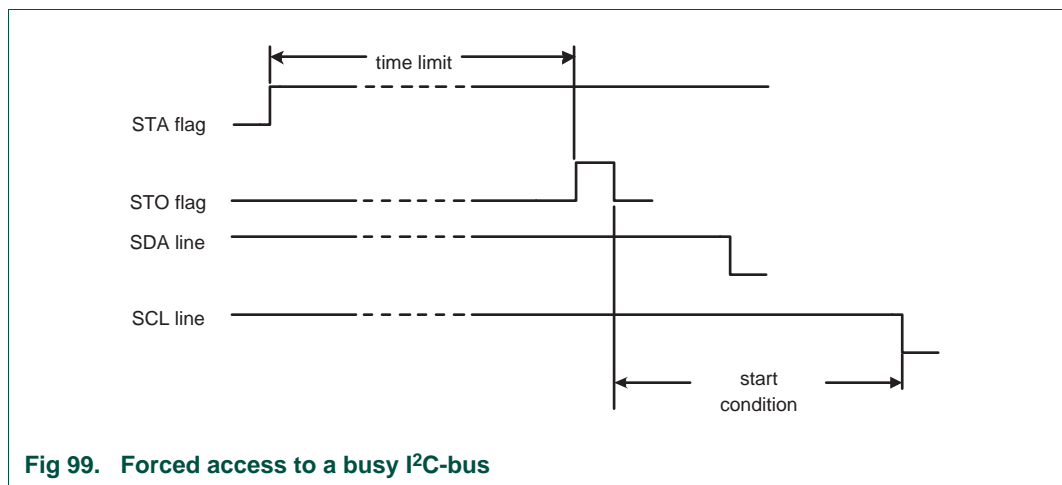 time limit
STA flag
STO flag
SDA line
SCL line
start
condition
Fig 99. Forced access to a busy I²C-bus